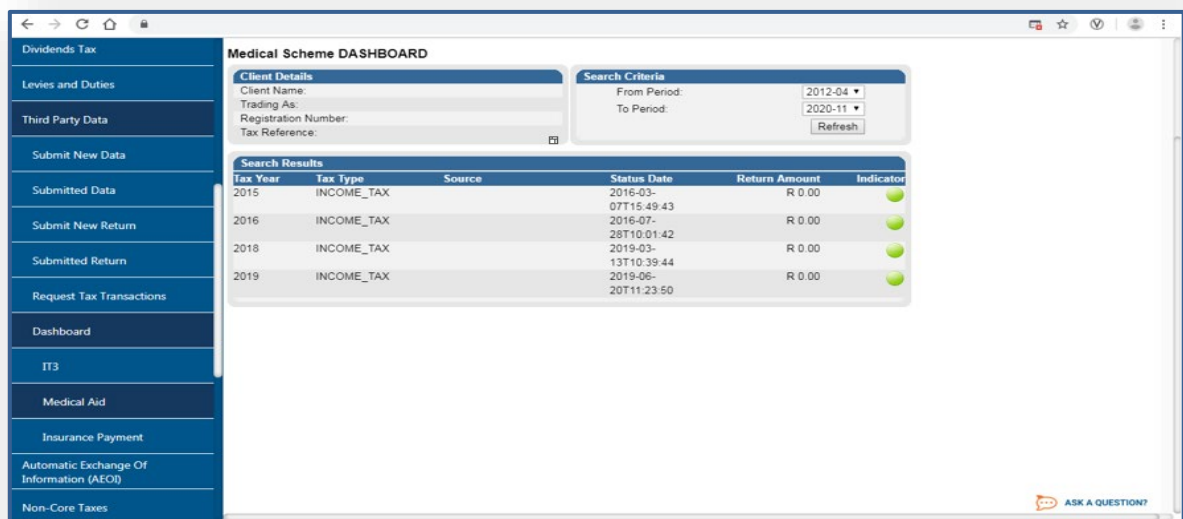 Dividends Tax
Levies and Duties
Third Party Data
Submit New Data
Submitted Data
Submit New Return
Submitted Return
Request Tax Transactions
Dashboard
IT3
Medical Aid
Insurance Payment
Automatic Exchange Of
Information (AEOI)
Non-Core Taxes
Medical Scheme DASHBOARD
Client Details
Client Name:
Trading As:
Registration Number:
Tax Reference:
Search Criteria
From Period: 2012-04
To Period: 2020-11
Refresh
Search Results
Tax Year Tax Type Source Status Date Return Amount Indicator
2015 INCOME_TAX 2016-03- R 0.00
07T15:49:43
2016 INCOME_TAX 2016-07- R 0.00
28T10:01:42
2018 INCOME_TAX 2019-03- R 0.00
13T10:39:44
2019 INCOME_TAX 2019-06- R 0.00
20T11:23:50
ASK A QUESTION?